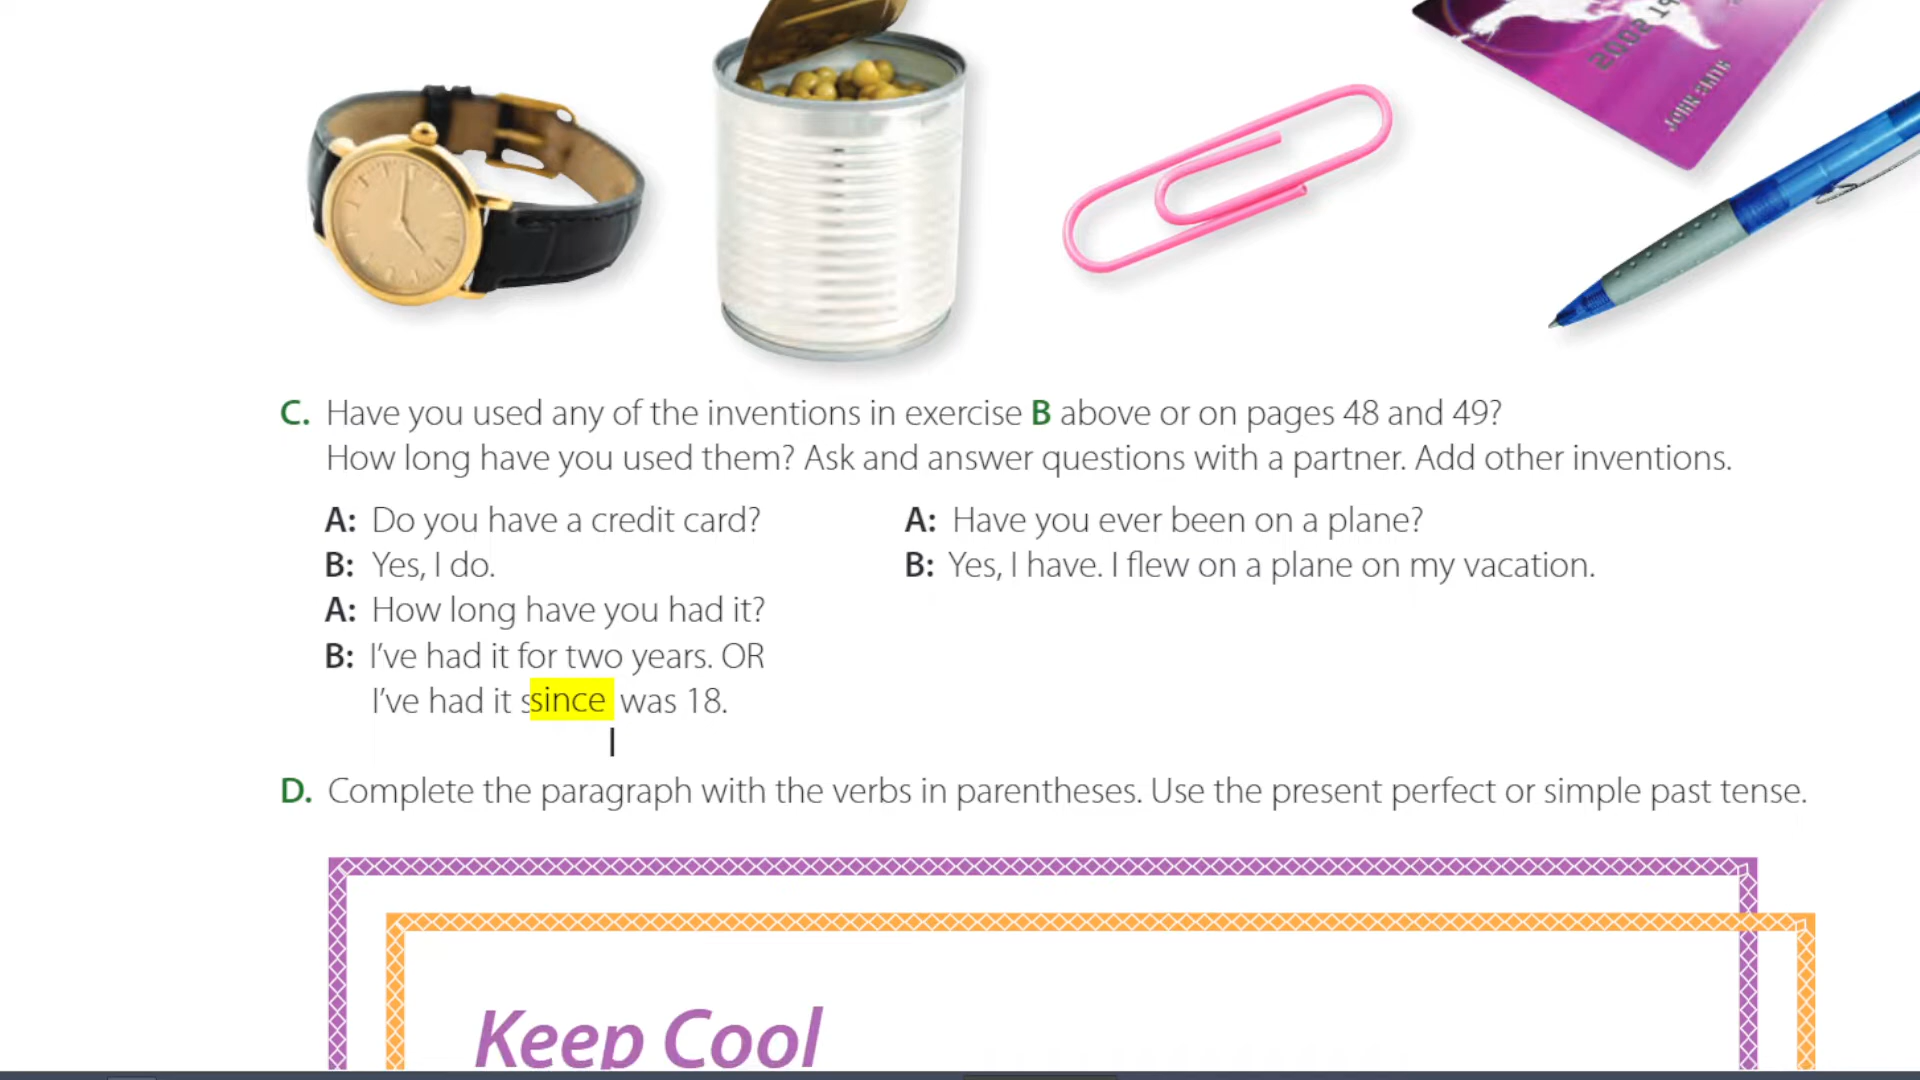 C. Have you used any of the inventions in exercise B above or on pages 48 and 49?
How long have you used them? Ask and answer questions with a partner. Add other inventions.
A: Do you have a credit card?
B: Yes, I do.
A: How long have you had it?
B: I've had it for two years. OR
I've had it since was 18.
A: Have you ever been on a plane?
B: Yes, I have. I flew on a plane on my vacation.
D. Complete the paragraph with the verbs in parentheses. Use the present perfect or simple past tense.
Keep Cool